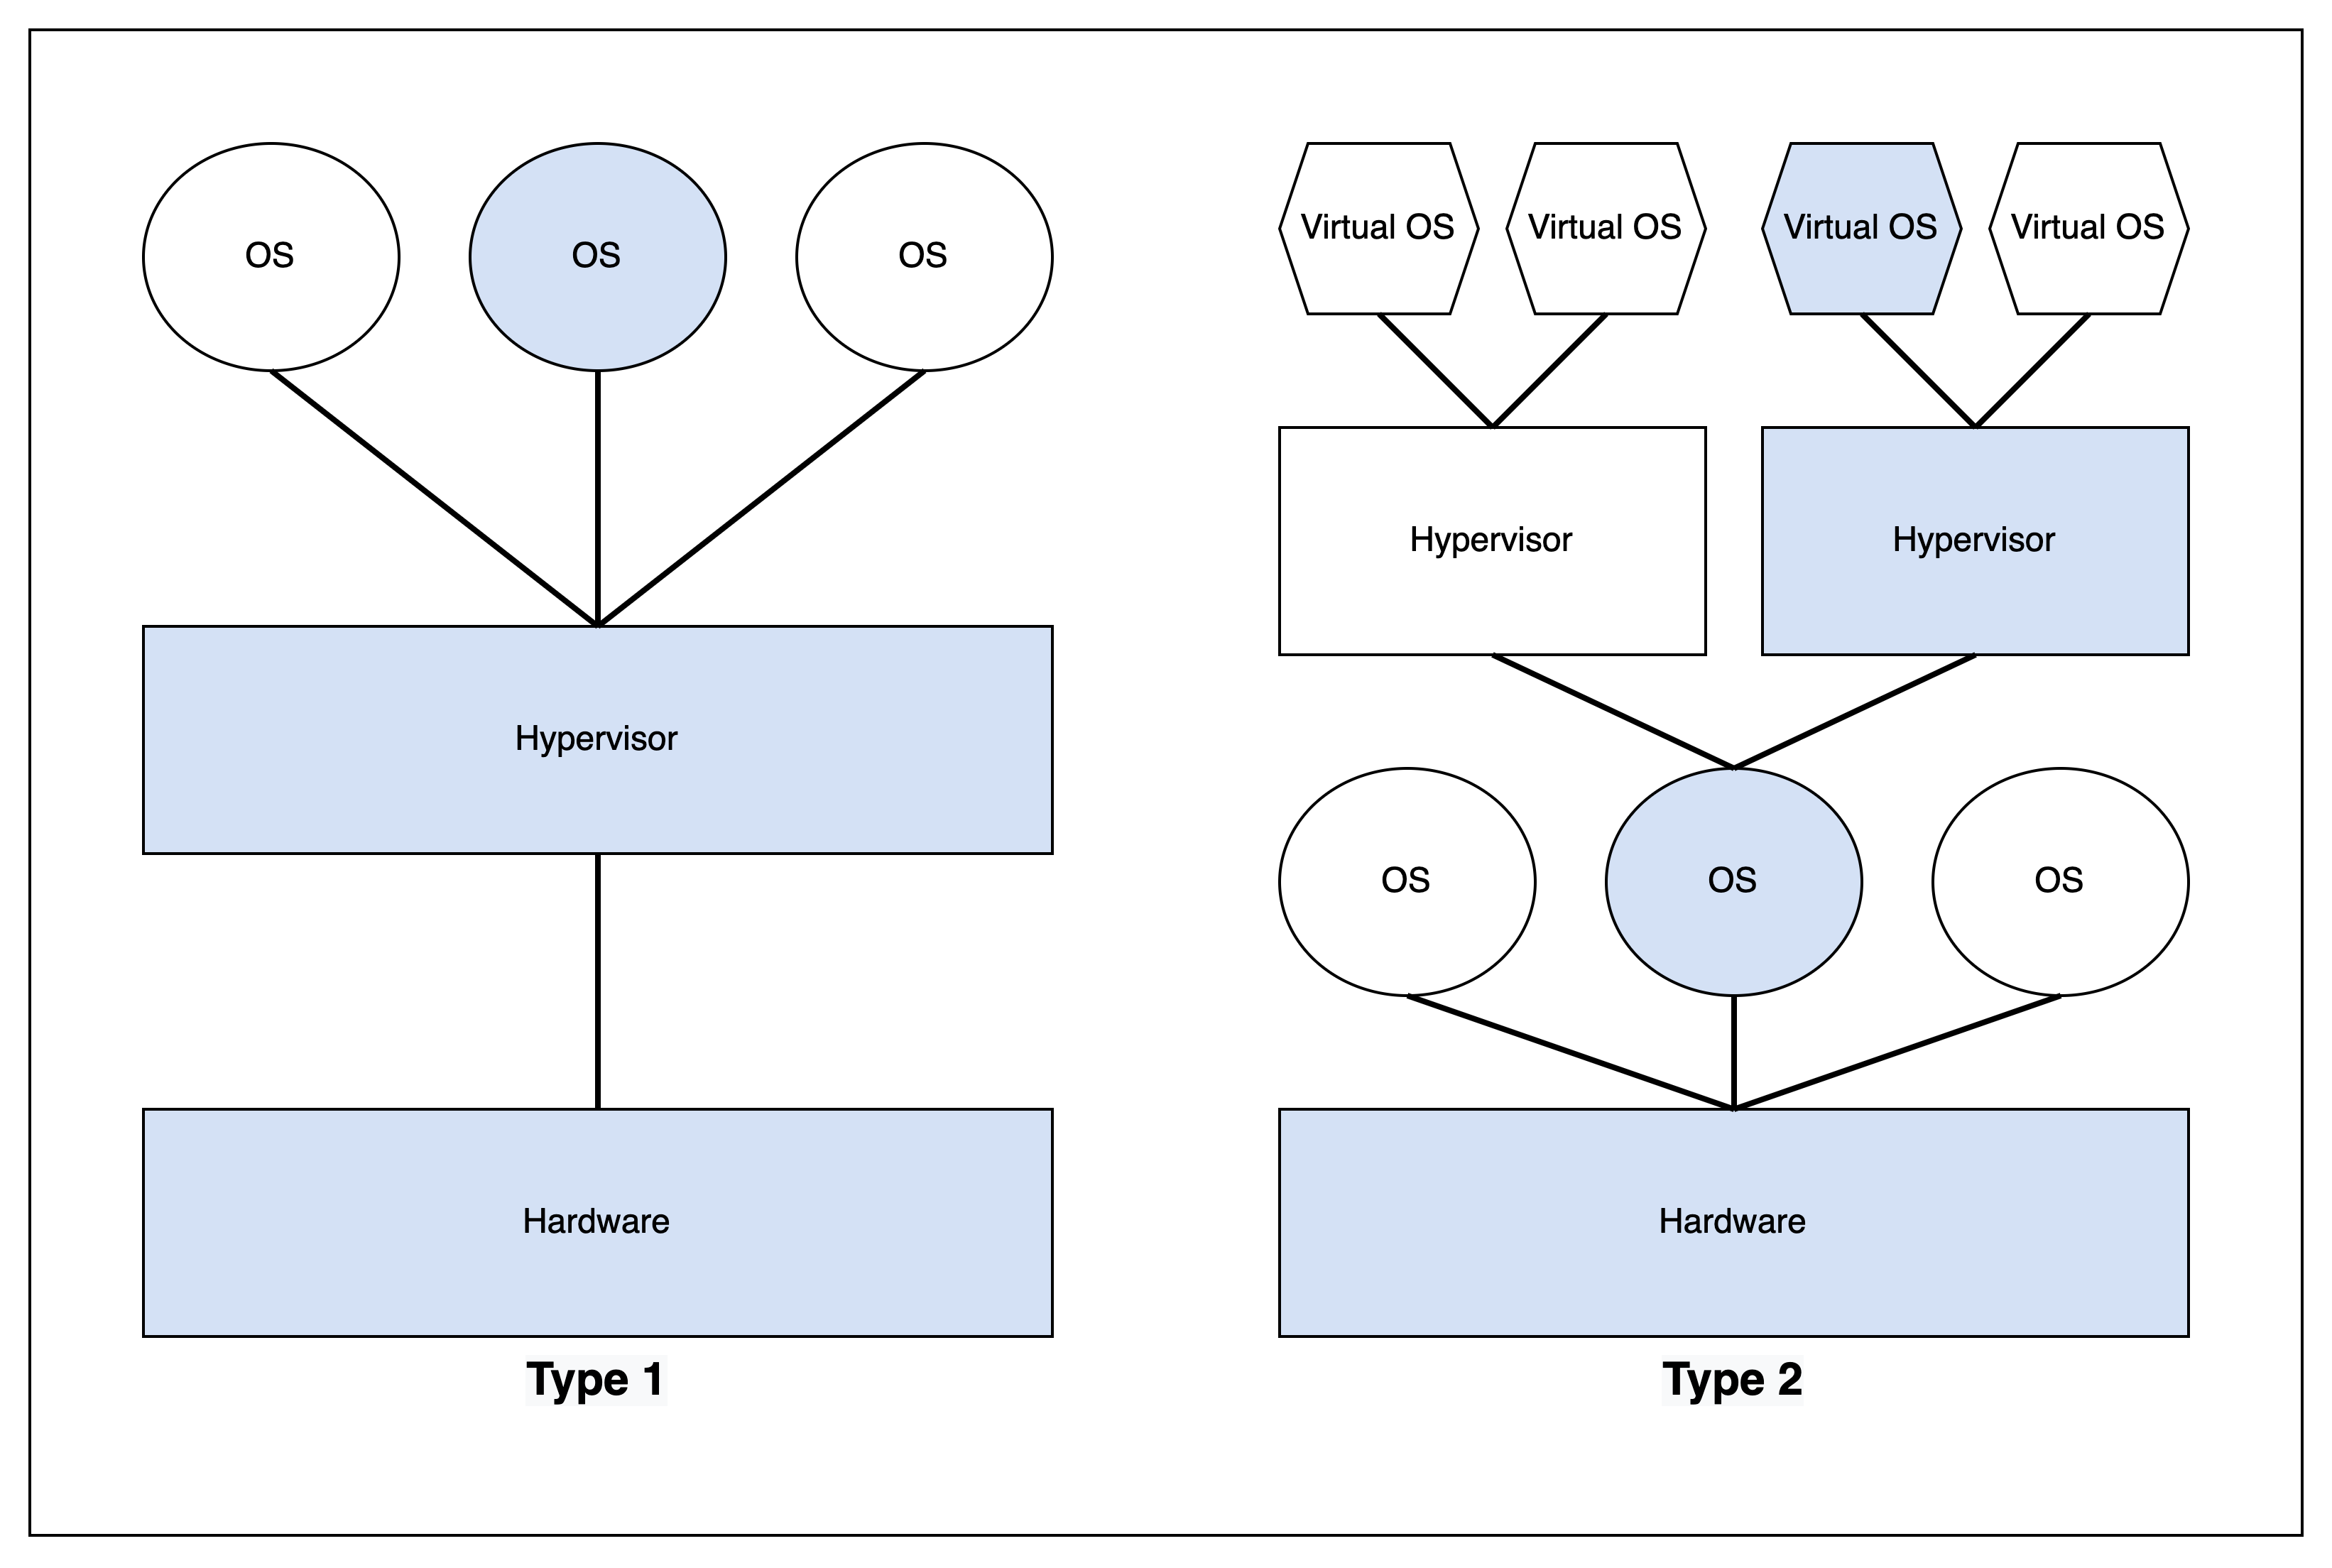 OS
OS
OS
Hypervisor
Hardware
Type 1
Virtual OS
Virtual OS
Virtual OS
Virtual OS
Hypervisor
Hypervisor
OS
OS
OS
Hardware
Type 2